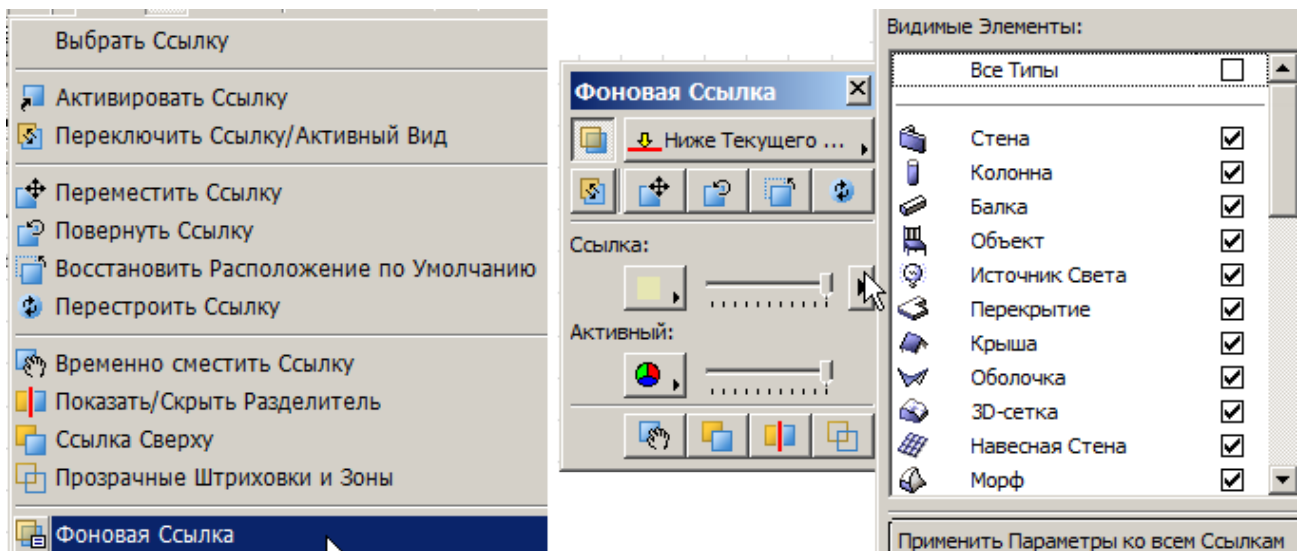 Выбрать Ссылку
Активировать Ссылку
Переключить Ссылку/Активный Вид
Переместить Ссылку
Повернуть Ссылку
Восстановить Расположение по Умолчанию
Перестроить Ссылку
Временно сместить Ссылку
Показать/Скрыть Разделитель
Ссылка Сверху
Прозрачные Штриховки и Зоны
Фоновая Ссылка
Фоновая Ссылка
Ниже Текущего ...
Ссылка:
Активный:
Видимые Элементы:
Все Типы
Стена
Колонна
Балка
Объект
Источник Света
Перекрытие
Крыша
Оболочка
3D-сетка
Навесная Стена
Морф
Применить Параметры ко всем Ссылкам